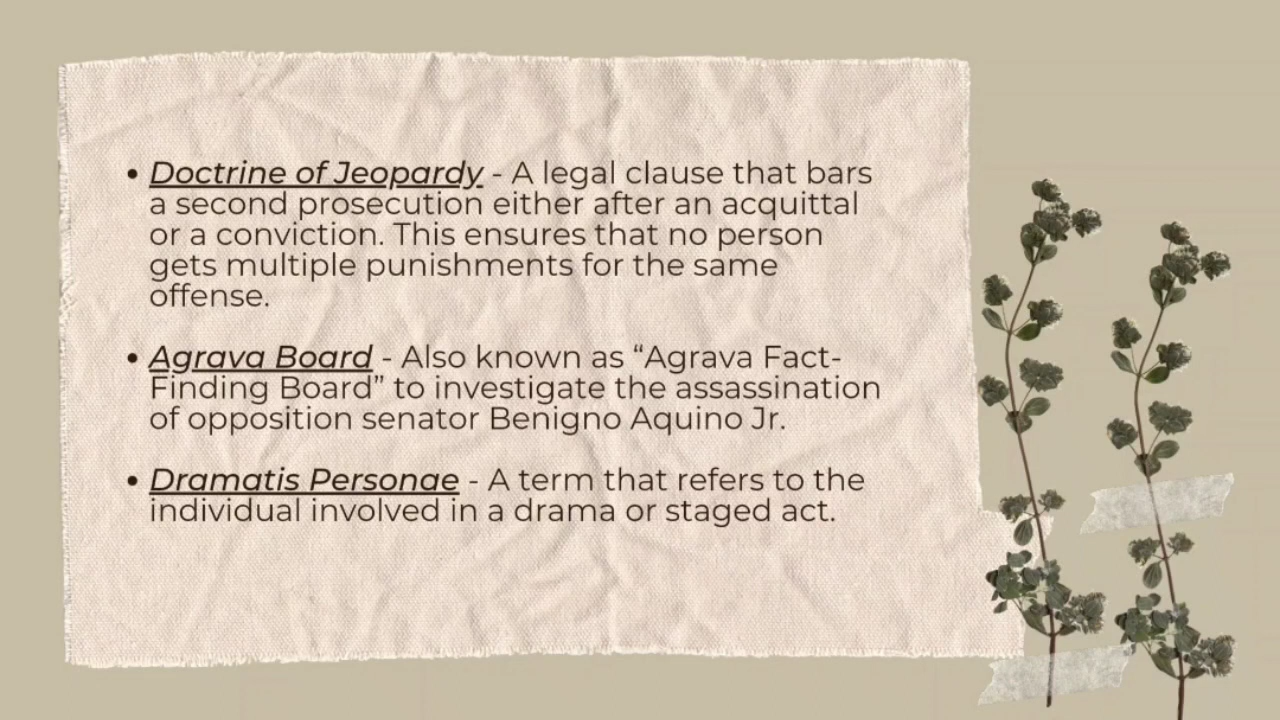 • Doctrine of Jeopardy - A legal clause that bars
a second prosecution either after an acquittal
or a conviction. This ensures that no person
gets multiple punishments for the same
offense.
• Agrava Board - Also known as “Agrava Fact-
Finding Board” to investigate the assassination
of opposition senator Benigno Aquino Jr.
• Dramatis Personae - A term that refers to the
individual involved in a drama or staged act.